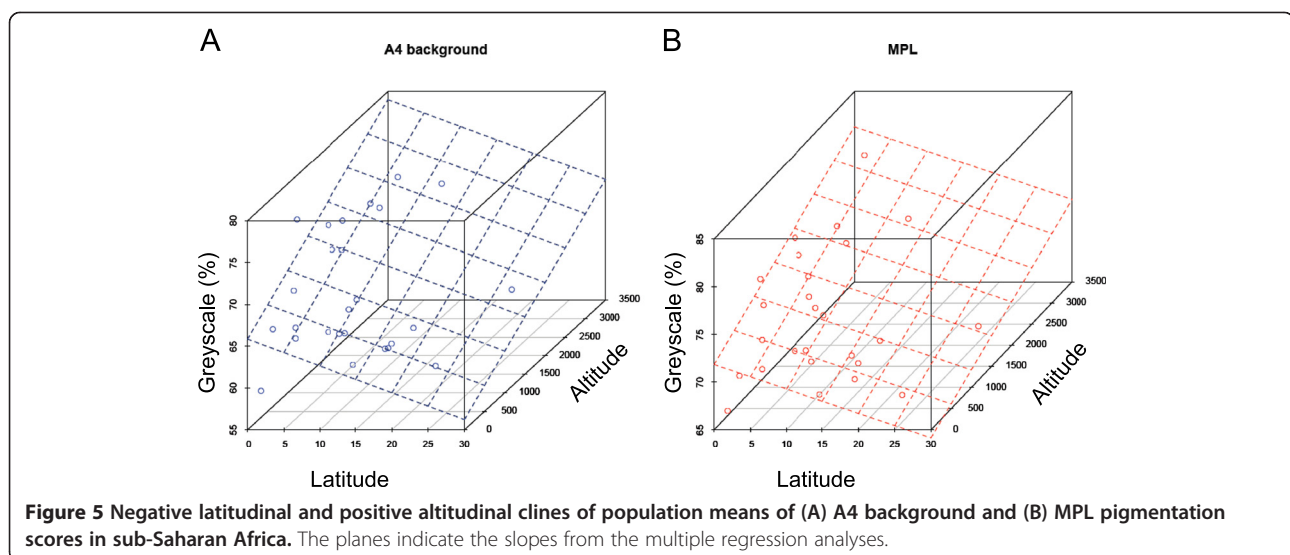 A
A4 background
Greyscale (%)
80
75
70
65
60
55
0 5 10 15 20 25 30
Latitude
0
500
1000
1500
2000
2500
3000
3500
Altitude
B
MPL
Greyscale (%)
85
80
75
70
65
0 5 10 15 20 25 30
Latitude
0
500
1000
1500
2000
2500
3000
3500
Altitude
Figure 5 Negative latitudinal and positive altitudinal clines of population means of (A) A4 background and (B) MPL pigmentation
scores in sub-Saharan Africa. The planes indicate the slopes from the multiple regression analyses.